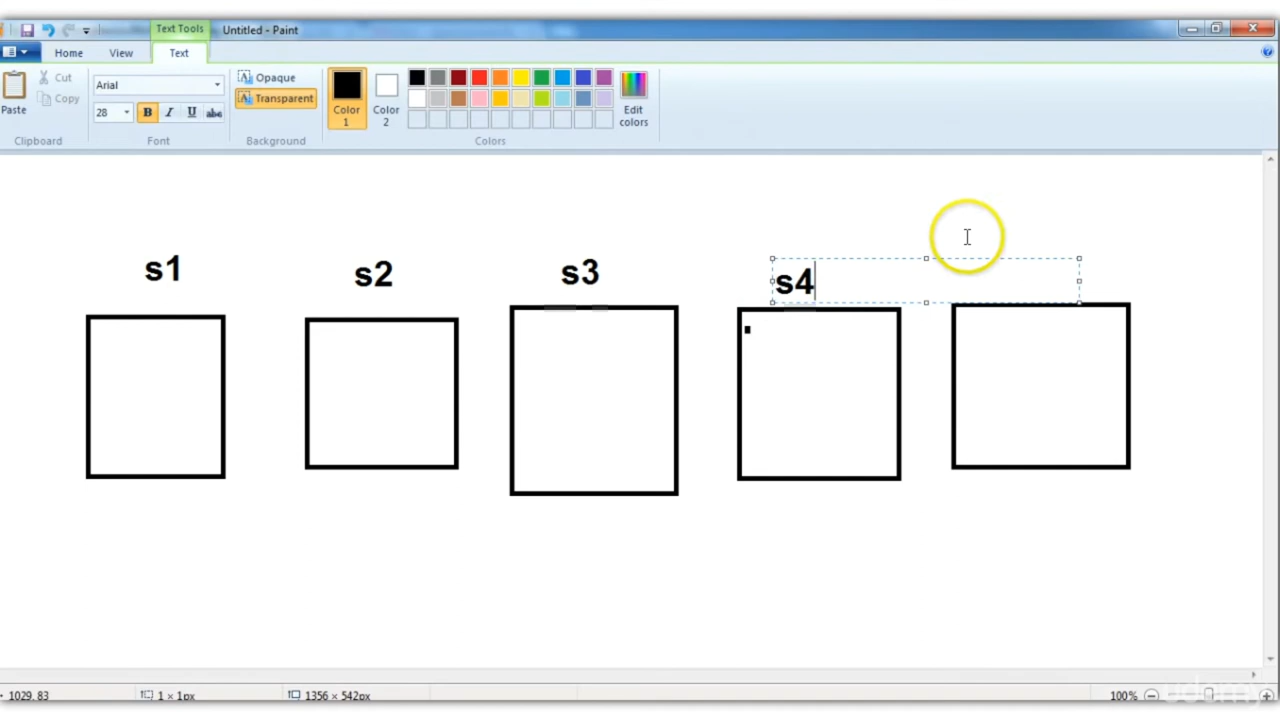 Text Tools
Untitled - Paint
Home
View
Text
Paste
Cut
Copy
Clipboard
Arial
28
B I U abc
Font
Opaque
Transparent
Background
Color 1
Color 2
Edit colors
Colors
s1
s2
s3
s4
1029, 83
1 × 1px
1356 × 542px
100%
udemy